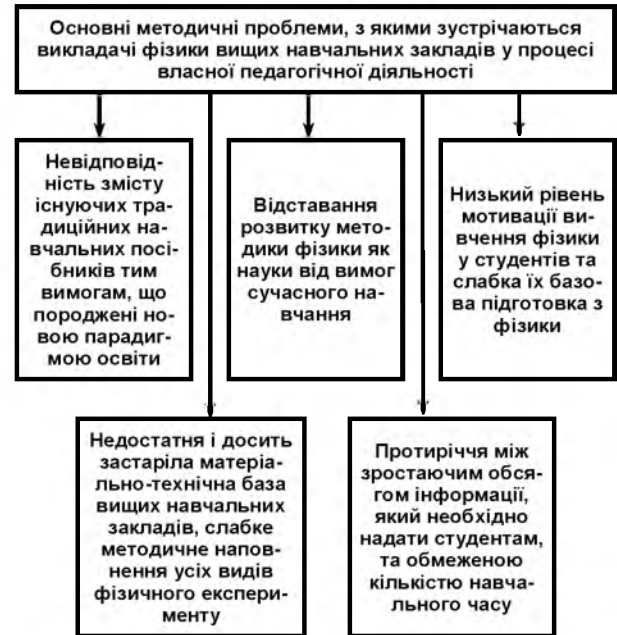 Основні методичні проблеми, з якими зустрічаються
викладачі фізики вищих навчальних закладів у процесі
власної педагогічної діяльності
Невідповід-
ність змісту
існуючих тра-
диційних на-
вчальних посі-
бників тим
вимогам, що
породжені но-
вою парадиг-
мою освіти
Відставання
розвитку мето-
дики фізики як
науки від вимог
сучасного на-
вчання
Низький рівень
мотивації ви-
вчення фізики
у студентів та
слабка їх базо-
ва підготовка з
фізики
Недостатня і досить
застаріла матеріа-
льно-технічна база
вищих навчальних
закладів, слабке
методичне напов-
нення усіх видів
фізичного експери-
менту
Протиріччя між
зростаючим обся-
гом інформації,
який необхідно
надати студентам,
та обмеженою
кількістю навча-
льного часу